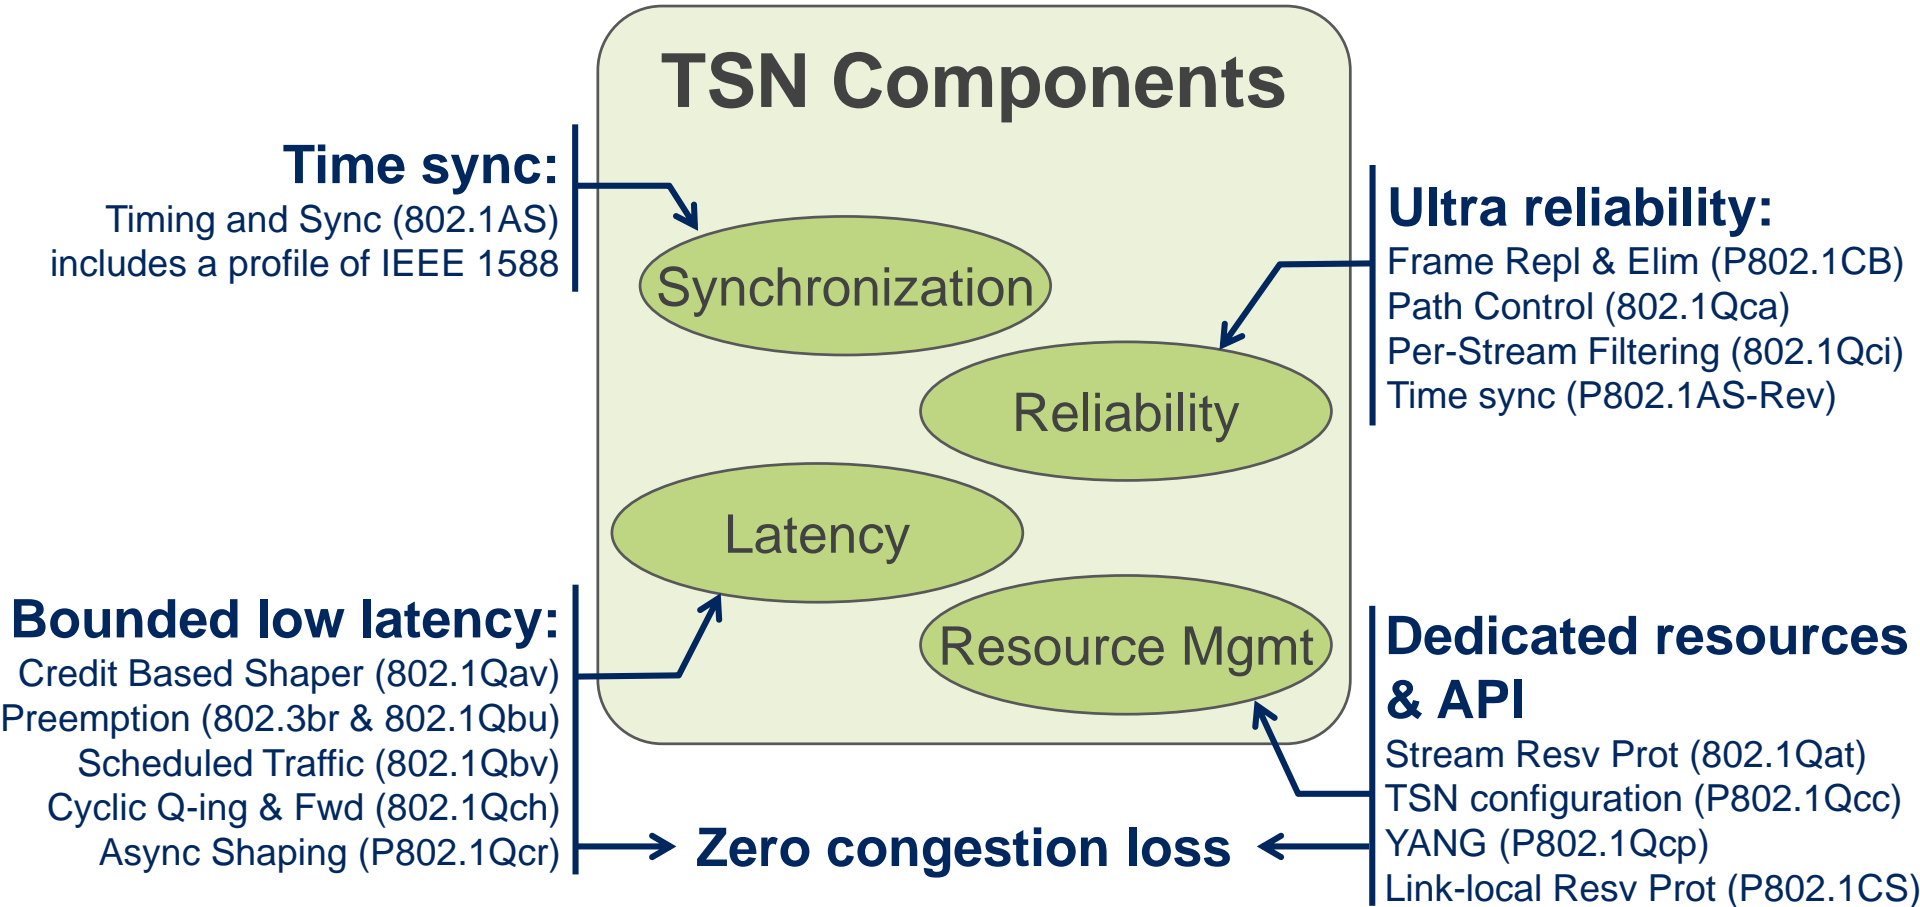 TSN Components
Time sync:
Timing and Sync (802.1AS)
includes a profile of IEEE 1588
Synchronization
Ultra reliability:
Frame Repl & Elim (P802.1CB)
Path Control (802.1Qca)
Per-Stream Filtering (802.1Qci)
Time sync (P802.1AS-Rev)
Reliability
Latency
Bounded low latency:
Credit Based Shaper (802.1Qav)
Preemption (802.3br & 802.1Qbu)
Scheduled Traffic (802.1Qbv)
Cyclic Q-ing & Fwd (802.1Qch)
Async Shaping (P802.1Qcr)
Resource Mgmt
Dedicated resources
& API
Stream Resv Prot (802.1Qat)
TSN configuration (P802.1Qcc)
YANG (P802.1Qcp)
Link-local Resv Prot (P802.1CS)
Zero congestion loss